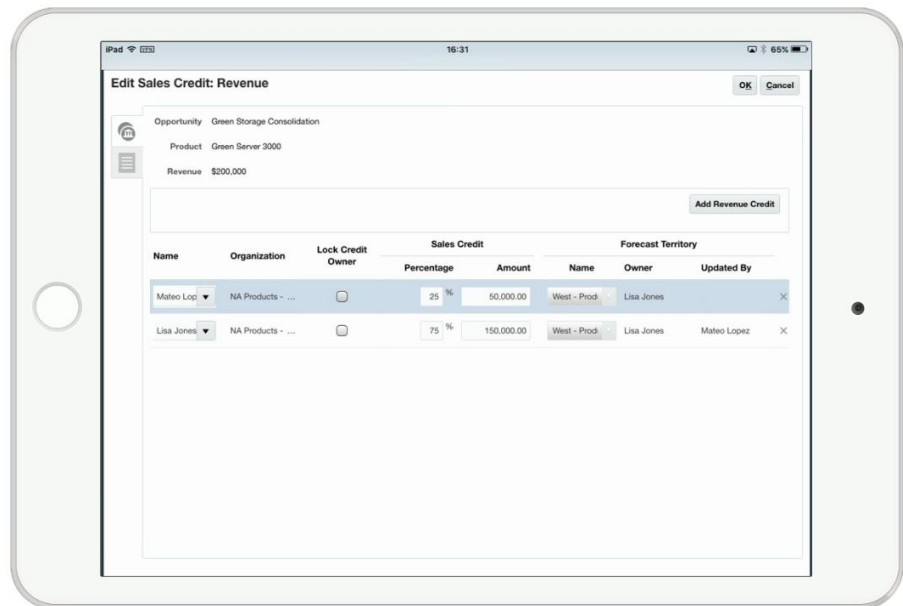 iPad VPN 16:31 65%
Edit Sales Credit: Revenue OK Cancel
Opportunity Green Storage Consolidation
Product Green Server 3000
Revenue $200,000
Add Revenue Credit
Name Organization Lock Credit Owner Sales Credit Forecast Territory
Percentage Amount Name Owner Updated By
Mateo Lop NA Products - ... 25 % 50,000.00 West - Prod Lisa Jones
Lisa Jones NA Products - ... 75 % 150,000.00 West - Prod Lisa Jones Mateo Lopez